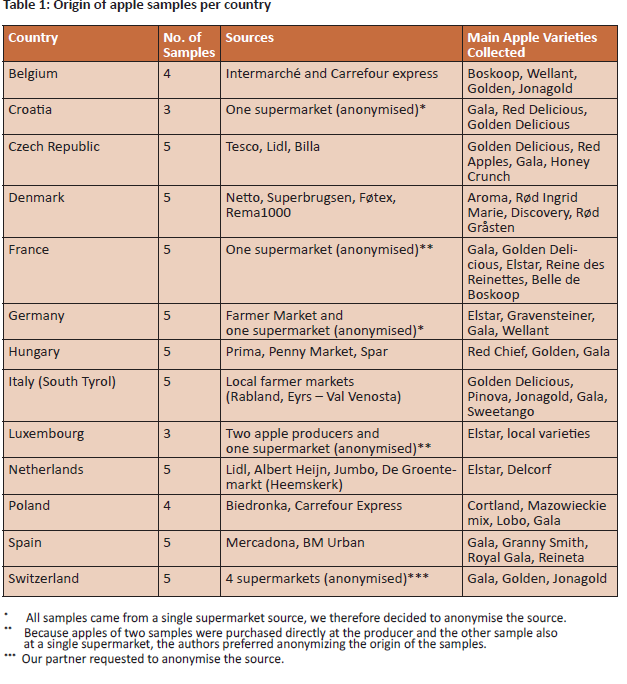 Table 1: Origin of apple samples per country
Country No. of Samples Sources Main Apple Varieties Collected
Belgium 4 Intermarché and Carrefour express Boskoop, Wellant,
Golden, Jonagold
Croatia 3 One supermarket (anonymised)* Gala, Red Delicious,
Golden Delicious
Czech Republic 5 Tesco, Lidl, Billa Golden Delicious, Red
Apples, Gala, Honey
Crunch
Denmark 5 Netto, Superbrugsen, Føtex, Aroma, Rød Ingrid
Rema1000 Marie, Discovery, Rød
Gråsten
France 5 One supermarket (anonymised)** Gala, Golden Deli-
cious, Elstar, Reine des
Reinettes, Belle de
Boskoop
Germany 5 Farmer Market and Elstar, Gravensteiner,
one supermarket (anonymised)* Gala, Wellant
Hungary 5 Prima, Penny Market, Spar Red Chief, Golden, Gala
Italy (South Tyrol) 5 Local farmer markets Golden Delicious,
(Rabland, Eyrs – Val Venosta) Pinova, Jonagold, Gala,
Sweetango
Luxembourg 3 Two apple producers and Elstar, local varieties
one supermarket (anonymised)**
Netherlands 5 Lidl, Albert Heijn, Jumbo, De Groente- Elstar, Delcorf
markt (Heemskerk)
Poland 4 Biedronka, Carrefour Express Cortland, Mazowieckie
mix, Lobo, Gala
Spain 5 Mercadona, BM Urban Gala, Granny Smith,
Royal Gala, Reineta
Switzerland 5 4 supermarkets (anonymised)*** Gala, Golden, Jonagold
* All samples came from a single supermarket source, we therefore decided to anonymise the source.
** Because apples of two samples were purchased directly at the producer and the other sample also
at a single supermarket, the authors preferred anonymizing the origin of the samples.
*** Our partner requested to anonymise the source.